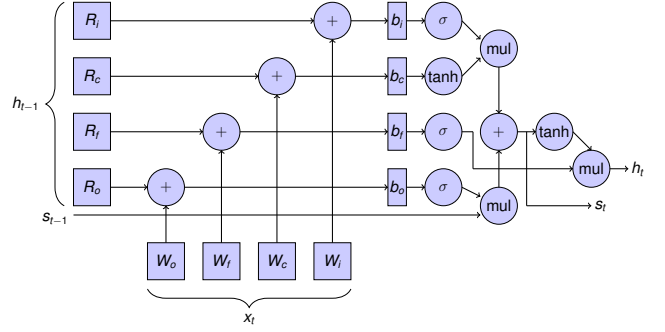 R_i + b_i σ
mul
R_c + b_c tanh
h_{t−1}
R_f + b_f σ + tanh
mul h_t
R_o + b_o σ
mul s_t
s_{t−1}
W_o W_f W_c W_i
x_t